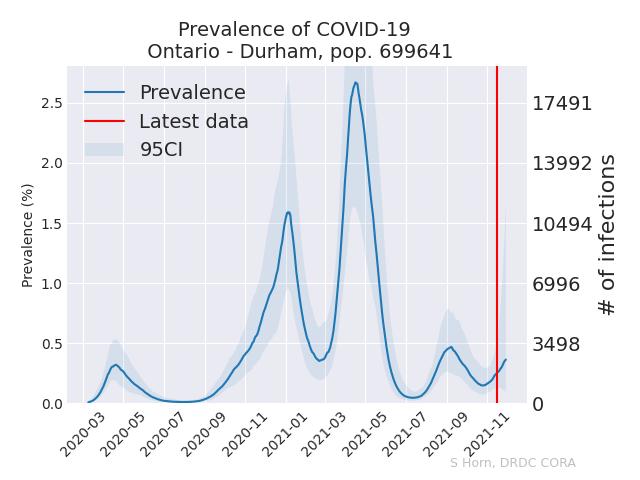 Prevalence of COVID-19
Ontario - Durham, pop. 699641
Prevalence
Latest data
95CI
Prevalence (%)
2.5
2.0
1.5
1.0
0.5
0.0
17491
13992
10494
6996
3498
0
# of infections
2020-03
2020-05
2020-07
2020-09
2020-11
2021-01
2021-03
2021-05
2021-07
2021-09
2021-11
S Horn, DRDC CORA